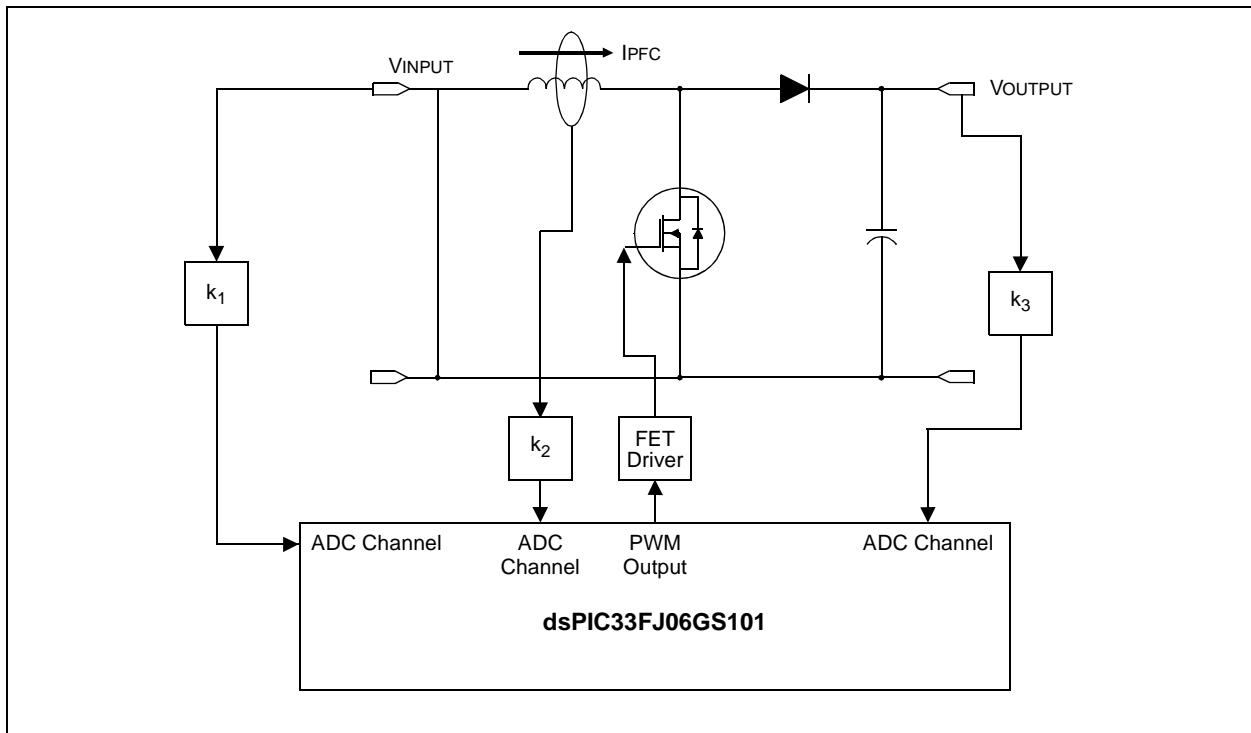 IPFC
VINPUT
VOUTPUT
k1
k3
k2
FET
Driver
ADC Channel
ADC
Channel
PWM
Output
ADC Channel
dsPIC33FJ06GS101